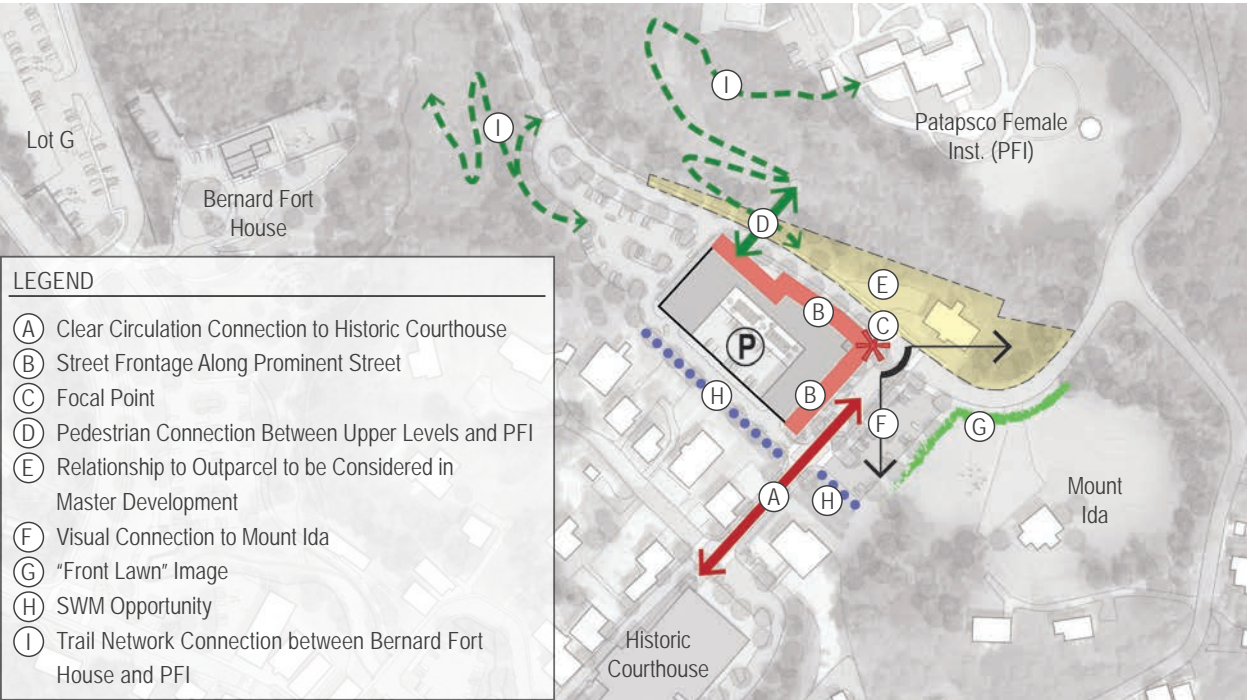 I
I
Lot G
Patapsco Female
Inst. (PFI)
Bernard Fort
House
D
E
B
C
P
LEGEND
A Clear Circulation Connection to Historic Courthouse
B Street Frontage Along Prominent Street
C Focal Point
D Pedestrian Connection Between Upper Levels and PFI
E Relationship to Outparcel to be Considered in
Master Development
F Visual Connection to Mount Ida
G "Front Lawn" Image
H SWM Opportunity
I Trail Network Connection between Bernard Fort
House and PFI
H
B
F
G
A
H
Mount
Ida
Historic
Courthouse